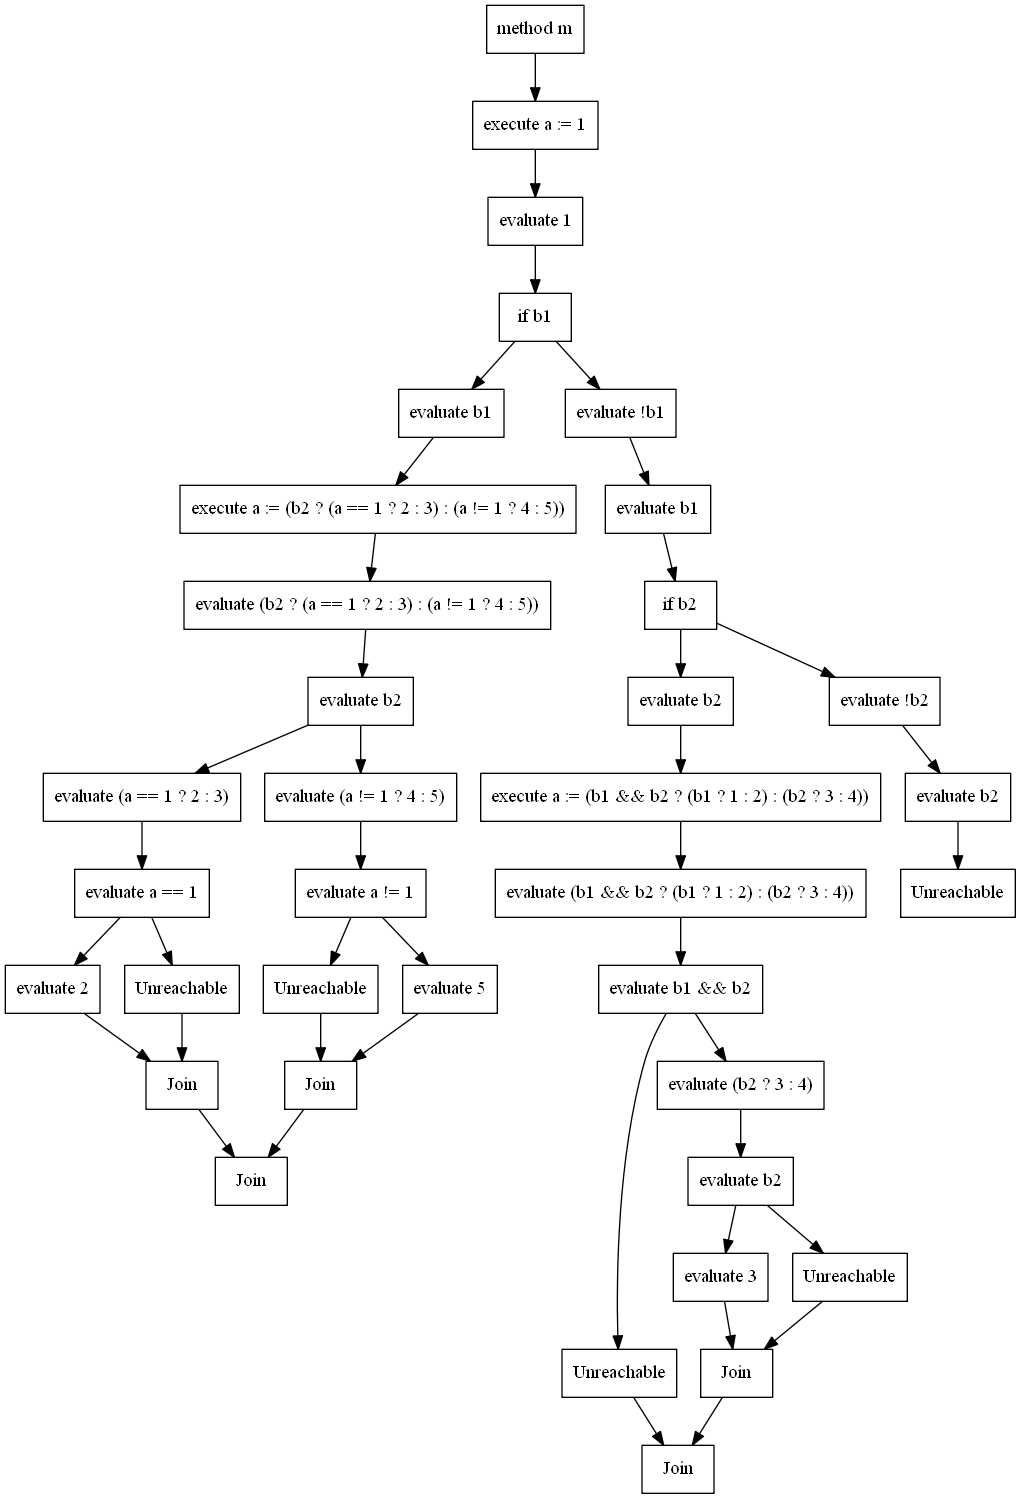 method m
execute a := 1
evaluate 1
if b1
evaluate b1
evaluate !b1
execute a := (b2 ? (a == 1 ? 2 : 3) : (a != 1 ? 4 : 5))
evaluate b1
evaluate (b2 ? (a == 1 ? 2 : 3) : (a != 1 ? 4 : 5))
if b2
evaluate b2
evaluate b2
evaluate !b2
evaluate (a == 1 ? 2 : 3)
evaluate (a != 1 ? 4 : 5)
execute a := (b1 && b2 ? (b1 ? 1 : 2) : (b2 ? 3 : 4))
evaluate b2
evaluate a == 1
evaluate a != 1
evaluate (b1 && b2 ? (b1 ? 1 : 2) : (b2 ? 3 : 4))
Unreachable
evaluate 2
Unreachable
Unreachable
evaluate 5
evaluate b1 && b2
Join
Join
evaluate (b2 ? 3 : 4)
Join
evaluate b2
evaluate 3
Unreachable
Unreachable
Join
Join